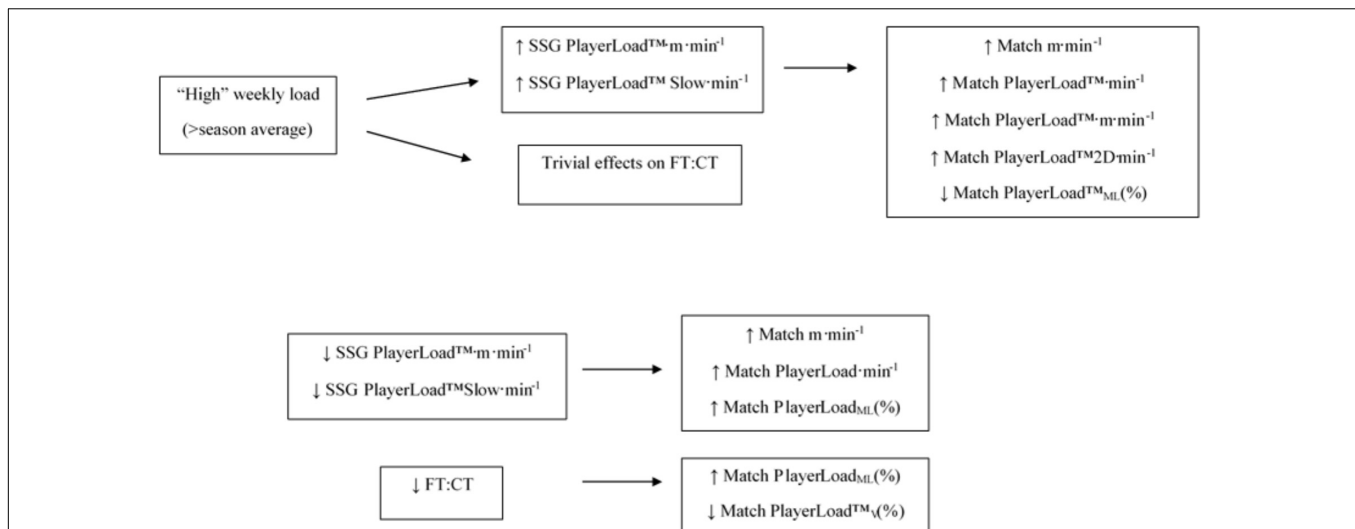 “High” weekly load
(>season average)
↑ SSG PlayerLoad™·m·min-1
↑ SSG PlayerLoad™ Slow·min-1
Trivial effects on FT:CT
↑ Match m·min-1
↑ Match PlayerLoad™·min-1
↑ Match PlayerLoad™·m·min-1
↑ Match PlayerLoad™2D·min-1
↓ Match PlayerLoad™ML(%)
↓ SSG PlayerLoad™·m·min-1
↓ SSG PlayerLoad™Slow·min-1
↑ Match m·min-1
↑ Match PlayerLoad·min-1
↑ Match PlayerLoadML(%)
↓ FT:CT
↑ Match PlayerLoadML(%)
↓ Match PlayerLoad™V(%)